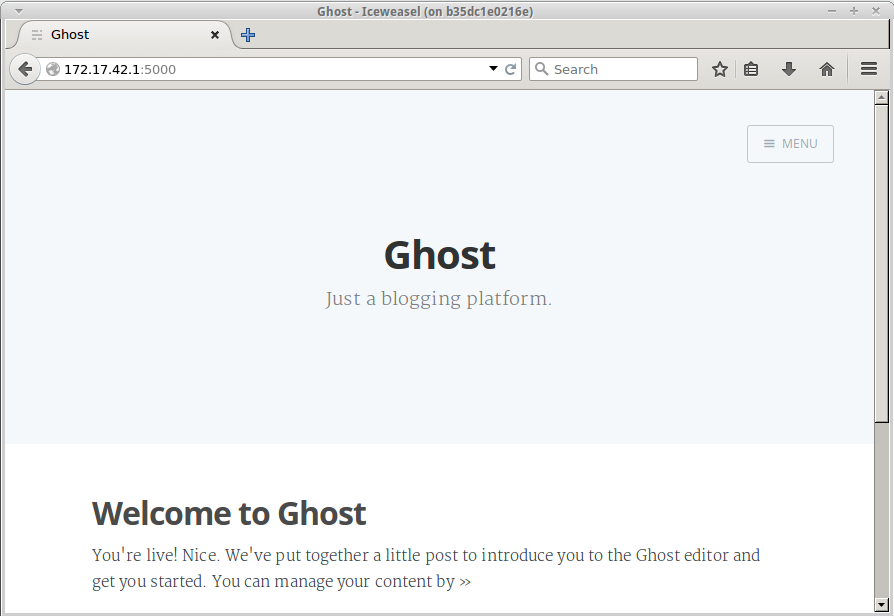 Ghost - Iceweasel (on b35dc1e0216e)
Ghost
172.17.42.1:5000
Search
MENU
Ghost
Just a blogging platform.
Welcome to Ghost
You're live! Nice. We've put together a little post to introduce you to the Ghost editor and
get you started. You can manage your content by »